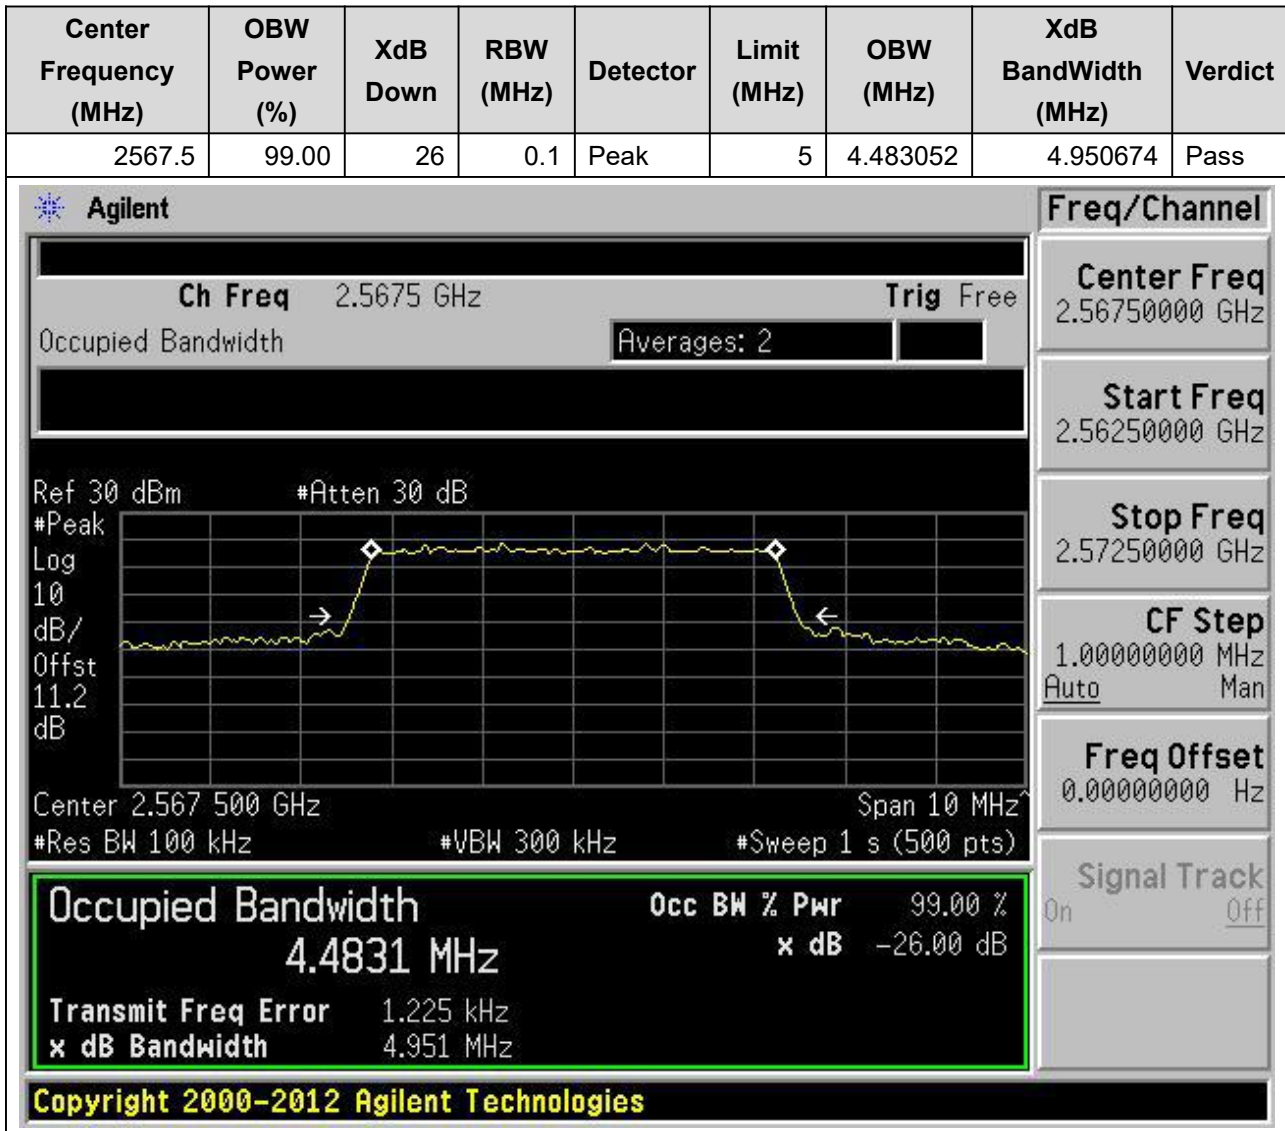 Center Frequency (MHz) OBW Power (%) XdB Down RBW (MHz) Detector Limit (MHz) OBW (MHz) XdB BandWidth (MHz) Verdict
2567.5 99.00 26 0.1 Peak 5 4.483052 4.950674 Pass
Agilent
Freq/Channel
Ch Freq 2.5675 GHz Trig Free
Occupied Bandwidth Averages: 2
Center Freq
2.56750000 GHz
Start Freq
2.56250000 GHz
Stop Freq
2.57250000 GHz
CF Step
1.00000000 MHz
Auto Man
Freq Offset
0.00000000 Hz
Signal Track
On Off
Ref 30 dBm #Atten 30 dB
#Peak
Log
10
dB/
Offst
11.2
dB
Center 2.567 500 GHz Span 10 MHz^
#Res BW 100 kHz #VBW 300 kHz #Sweep 1 s (500 pts)
Occupied Bandwidth Occ BW % Pwr 99.00 %
4.4831 MHz x dB -26.00 dB
Transmit Freq Error 1.225 kHz
x dB Bandwidth 4.951 MHz
Copyright 2000-2012 Agilent Technologies